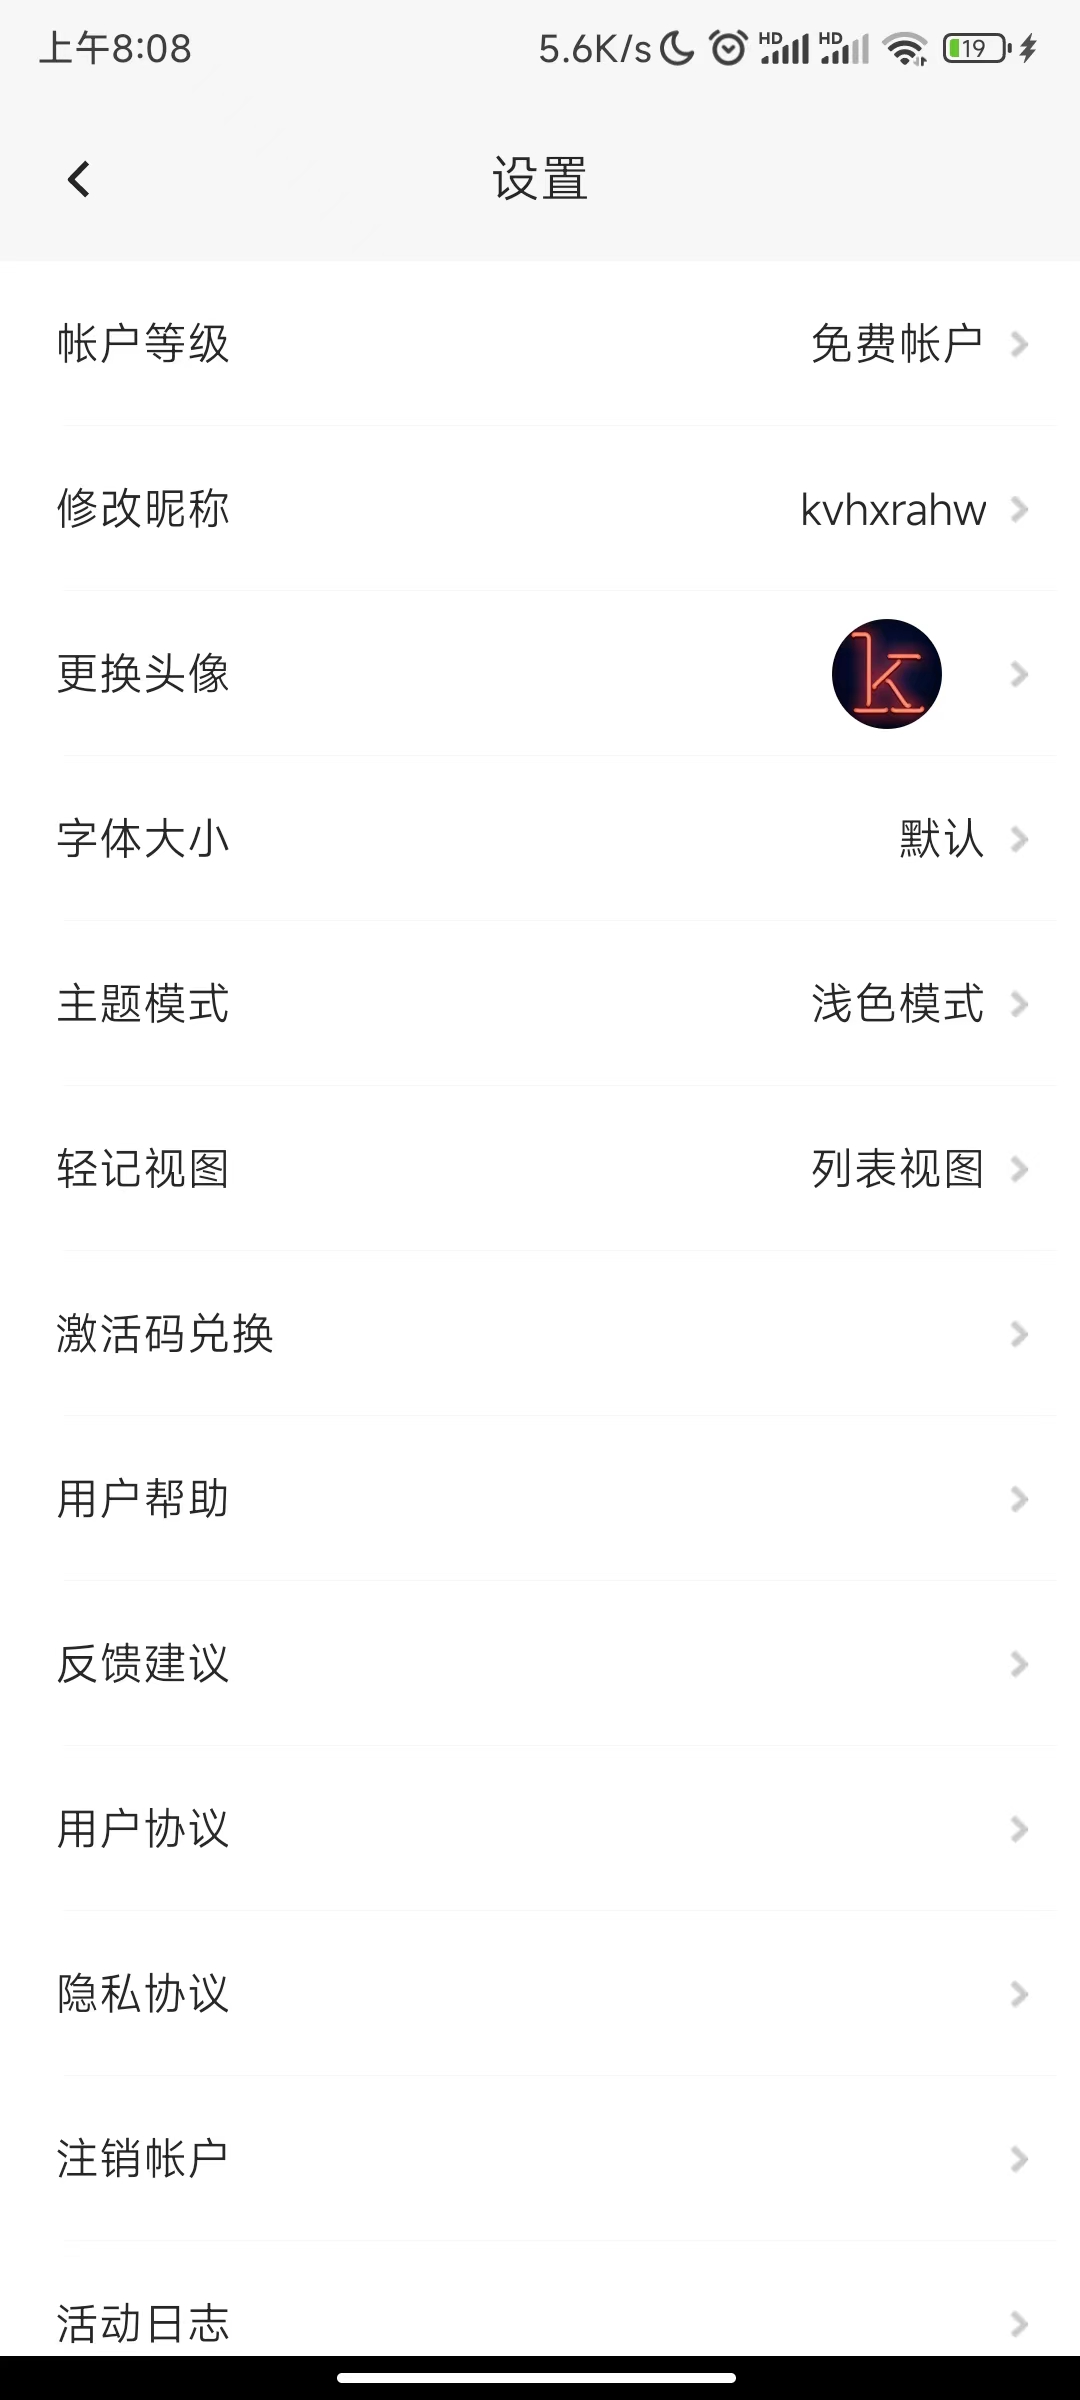 上午8:08 5.6K/s HD HD 19
设置
帐户等级 免费帐户
修改昵称 kvhxrahw
更换头像 k
字体大小 默认
主题模式 浅色模式
轻记视图 列表视图
激活码兑换
用户帮助
反馈建议
用户协议
隐私协议
注销帐户
活动日志